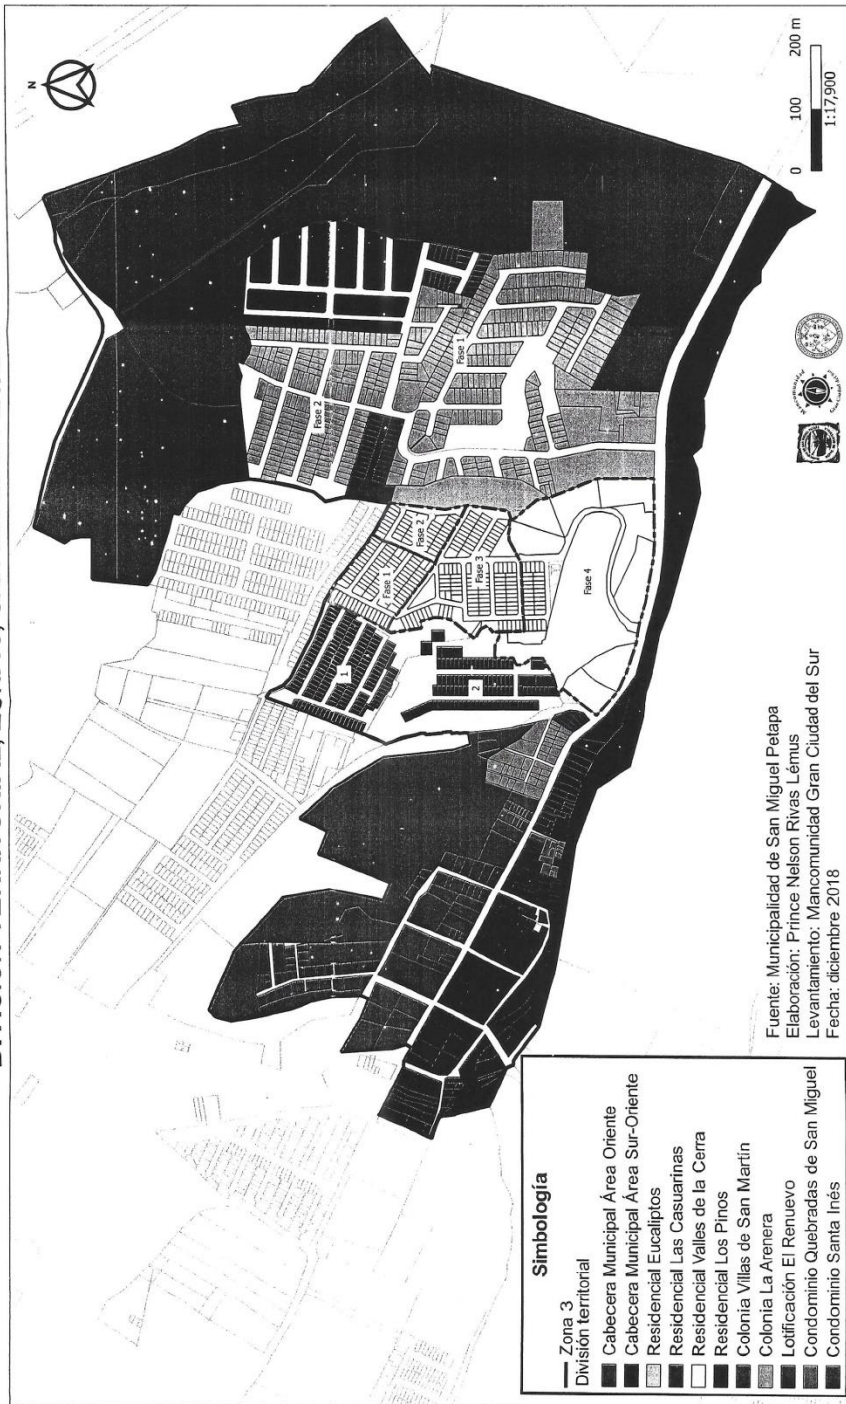 N
Fase 2
Fase 1
Fase 1
Fase 2
Fase 3
Fase 4
1
2
0 100 200 m
1:17,900
Fuente: Municipalidad de San Miguel Petapa
Elaboración: Prince Nelson Rivas Lémus
Levantamiento: Mancomunidad Gran Ciudad del Sur
Fecha: diciembre 2018
Simbología
Zona 3
División territorial
Cabecera Municipal Área Oriente
Cabecera Municipal Área Sur-Oriente
Residencial Eucaliptos
Residencial Las Casuarinas
Residencial Valles de la Cerra
Residencial Los Pinos
Colonia Villas de San Martín
Colonia La Arenera
Lotificación El Renuevo
Condominio Quebradas de San Miguel
Condominio Santa Inés